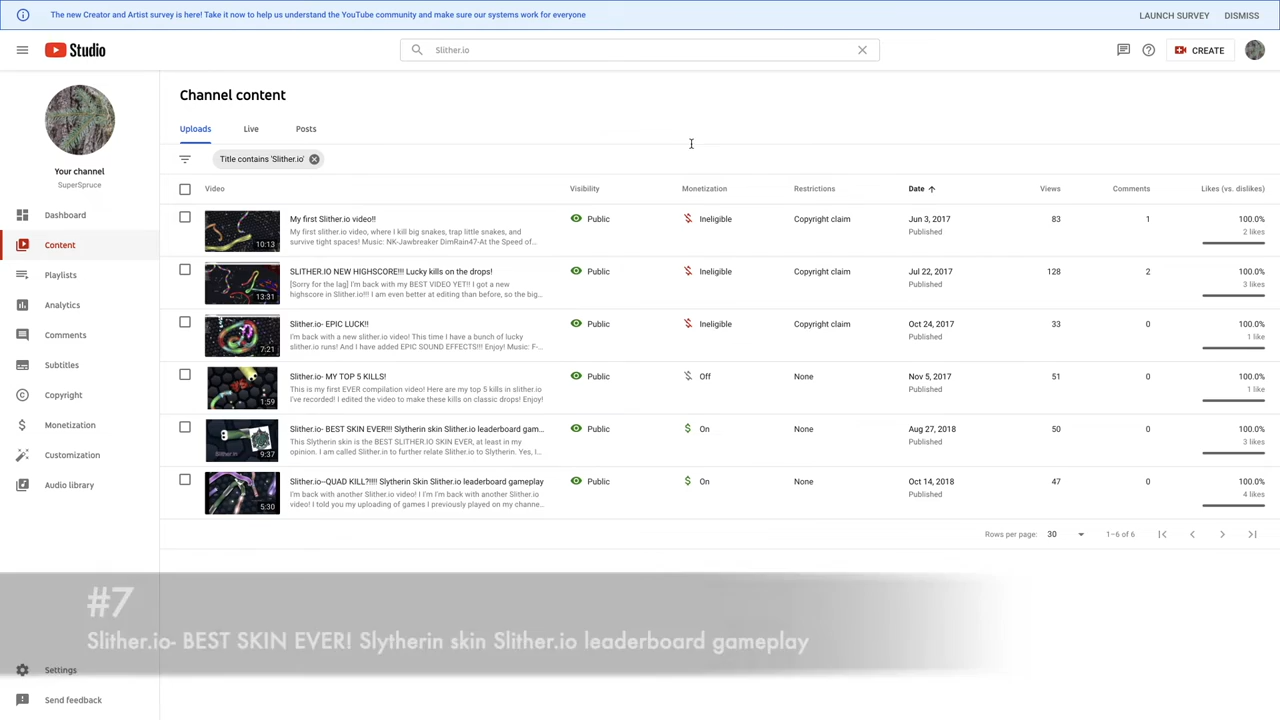 The new Creator and Artist survey is here! Take it now to help us understand the YouTube community and make sure our systems work for everyone
LAUNCH SURVEY DISMISS
Studio
Slither.io
CREATE
Your channel
SuperSpruce
Dashboard
Content
Playlists
Analytics
Comments
Subtitles
Copyright
Monetization
Customization
Audio library
Settings
Send feedback
Channel content
Uploads Live Posts
Title contains 'Slither.io'
Video Visibility Monetization Restrictions Date Views Comments Likes (vs. dislikes)
My first Slither.io video!! Public Ineligible Copyright claim Jun 3, 2017 83 1 100.0%
My first slither.io video, where I kill big snakes, trap little snakes, and Published 2 likes
10:13 survive tight spaces! Music: NK-Jawbreaker DimRain47-At the Speed of...
SLITHER.IO NEW HIGHSCORE!!! Lucky kills on the drops! Public Ineligible Copyright claim Jul 22, 2017 128 2 100.0%
[Sorry for the lag] I'm back with my BEST VIDEO YET!! I got a new Published 3 likes
13:31 highscore in Slither.io!!! I am even better at editing than before, so the big...
Slither.io- EPIC LUCK!! Public Ineligible Copyright claim Oct 24, 2017 33 0 100.0%
I'm back with a new slither.io video! This time I have a bunch of lucky Published 1 like
7:21 slither.io runs! And I have added EPIC SOUND EFFECTS!!! Enjoy! Music: F-...
Slither.io- MY TOP 5 KILLS! Public Off None Nov 5, 2017 51 0 100.0%
This is my first EVER compilation video! Here are my top 5 kills in slither.io Published 1 like
1:59 I've recorded! I edited the video to make these kills on classic drops! Enjoy!
Slither.io- BEST SKIN EVER!!! Slytherin skin Slither.io leaderboard gam... Public On None Aug 27, 2018 50 0 100.0%
This Slytherin skin is the BEST SLITHER.IO SKIN EVER, at least in my Published 3 likes
Slither in 9:37 opinion. I am called Slither.in to further relate Slither.io to Slytherin. Yes, I...
Slither.io--QUAD KILL?!!!! Slytherin Skin Slither.io leaderboard gameplay Public On None Oct 14, 2018 47 0 100.0%
I'm back with another Slither.io video! I I'm I'm back with another Slither.io Published 4 likes
5:30 video! I told you my uploading of games I previously played on my channe...
Rows per page: 30 1–6 of 6
#7
Slither.io- BEST SKIN EVER! Slytherin skin Slither.io leaderboard gameplay